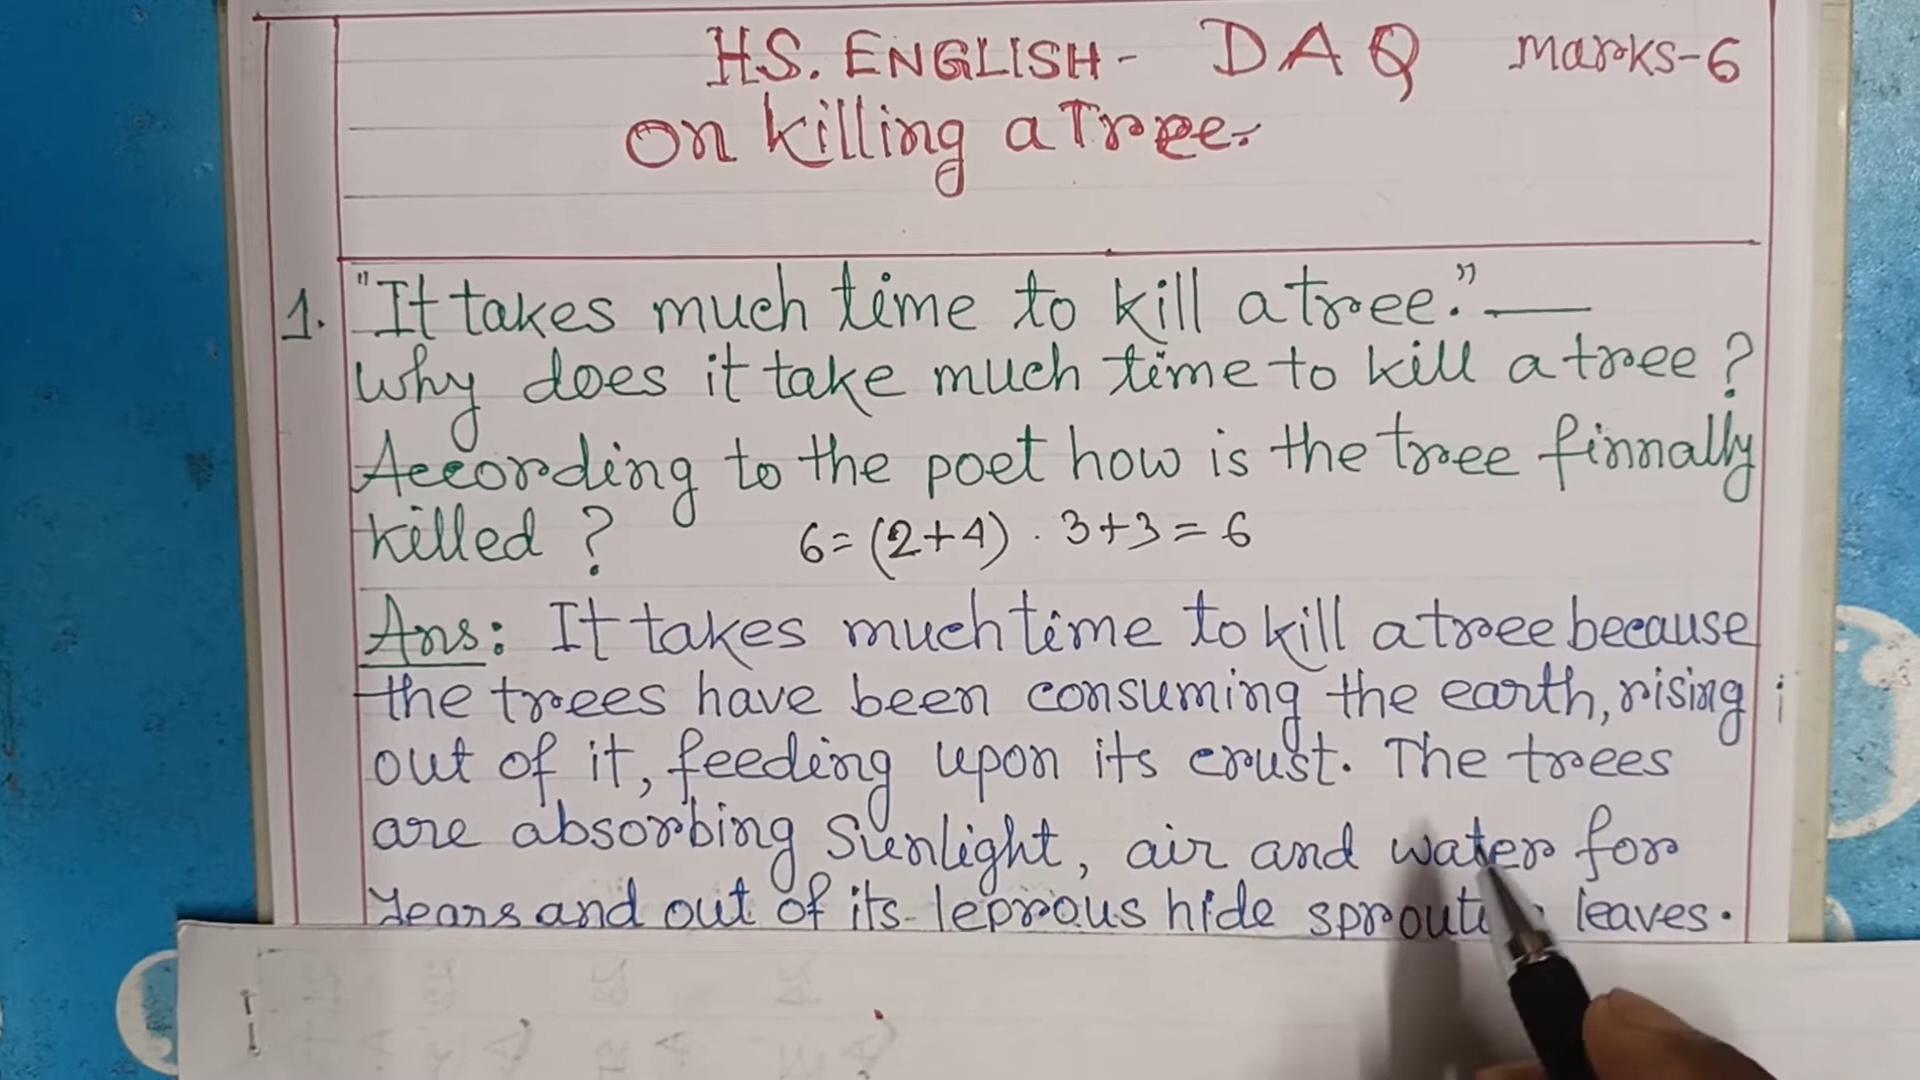 HS. ENGLISH - DAQ Marks-6
On Killing a Tree.
1. "It takes much time to kill a tree." —
Why does it take much time to kill a tree?
According to the poet how is the tree finnally
killed? 6=(2+4) . 3+3=6
Ans: It takes much time to kill a tree because
the trees have been consuming the earth, rising
out of it, feeding upon its crust. The trees
are absorbing Sunlight, air and water for
years and out of its leprous hide leaves.